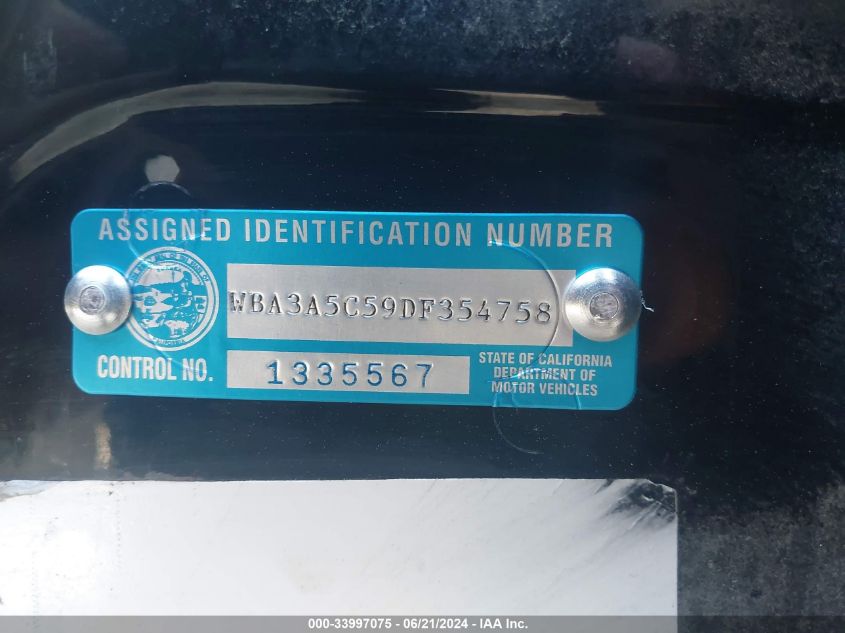 ASSIGNED IDENTIFICATION NUMBER
WBA3A5C59DF354758
CONTROL NO.
1335567
STATE OF CALIFORNIA
DEPARTMENT OF
MOTOR VEHICLES
CALIFORNIA
000-33997075 - 06/21/2024 - IAA Inc.